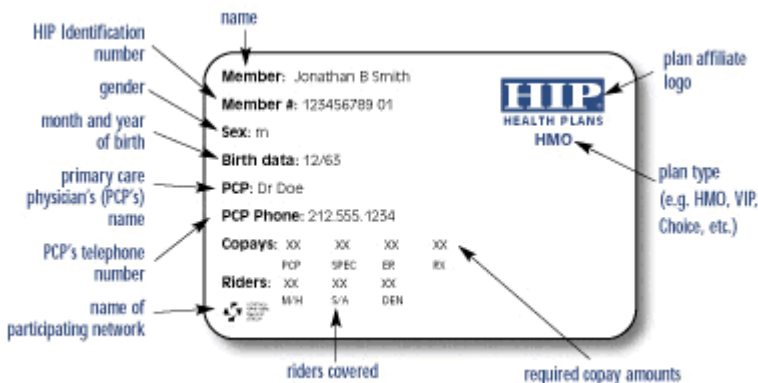 name
HIP Identification
number
gender
month and year
of birth
primary care
physician's (PCP's)
name
PCP's telephone
number
name of
participating network
Member: Jonathan B Smith
Member #: 123456789 01
Sex: m
Birth data: 12/63
PCP: Dr Doe
PCP Phone: 212.555.1234
Copays: XX XX XX XX
PCP SPEC ER RX
Riders: XX XX XX
M/H S/A DEN
HIP
HEALTH PLANS
HMO
plan affiliate
logo
plan type
(e.g. HMO, VIP,
Choice, etc.)
riders covered
required copay amounts